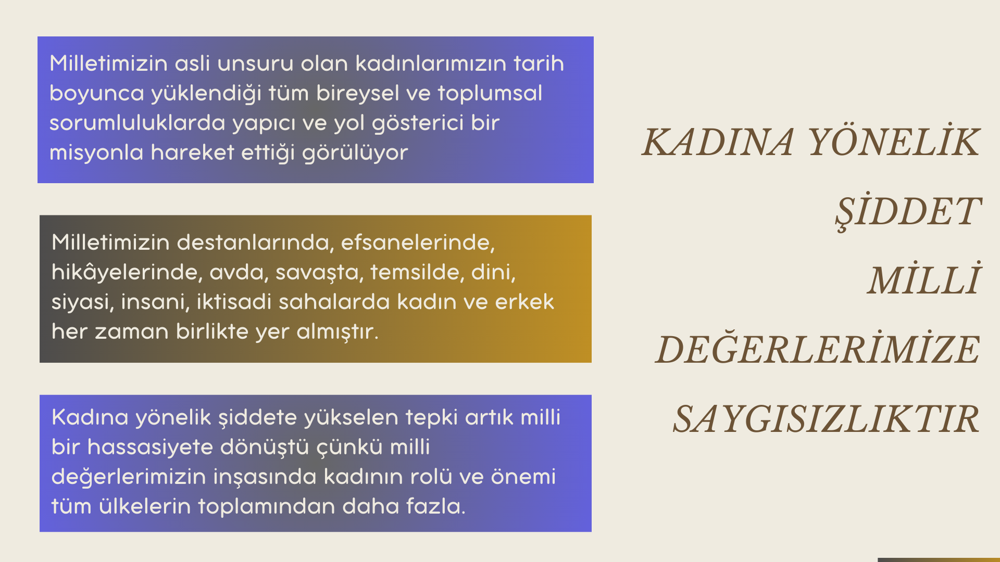 Milletimizin asli unsuru olan kadınlarımızın tarih
boyunca yüklendiği tüm bireysel ve toplumsal
sorumluluklarda yapıcı ve yol gösterici bir
misyonla hareket ettiği görülüyor
Milletimizin destanlarında, efsanelerinde,
hikâyelerinde, avda, savaşta, temsilde, dini,
siyasi, insani, iktisadi sahalarda kadın ve erkek
her zaman birlikte yer almıştır.
Kadına yönelik şiddete yükselen tepki artık milli
bir hassasiyete dönüştü çünkü milli
değerlerimizin inşasında kadının rolü ve önemi
tüm ülkelerin toplamından daha fazla.
KADINA YÖNELİK
ŞİDDET
MİLLİ
DEĞERLERİMİZE
SAYGISIZLIKTIR